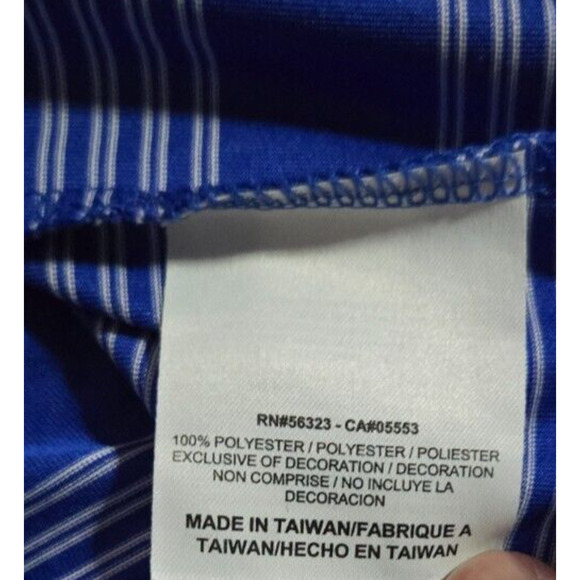 RN#56323 - CA#05553
100% POLYESTER / POLYESTER / POLIESTER
EXCLUSIVE OF DECORATION / DECORATION
NON COMPRISE / NO INCLUYE LA
DECORACION
MADE IN TAIWAN/FABRIQUE A
TAIWAN/HECHO EN TAIWAN